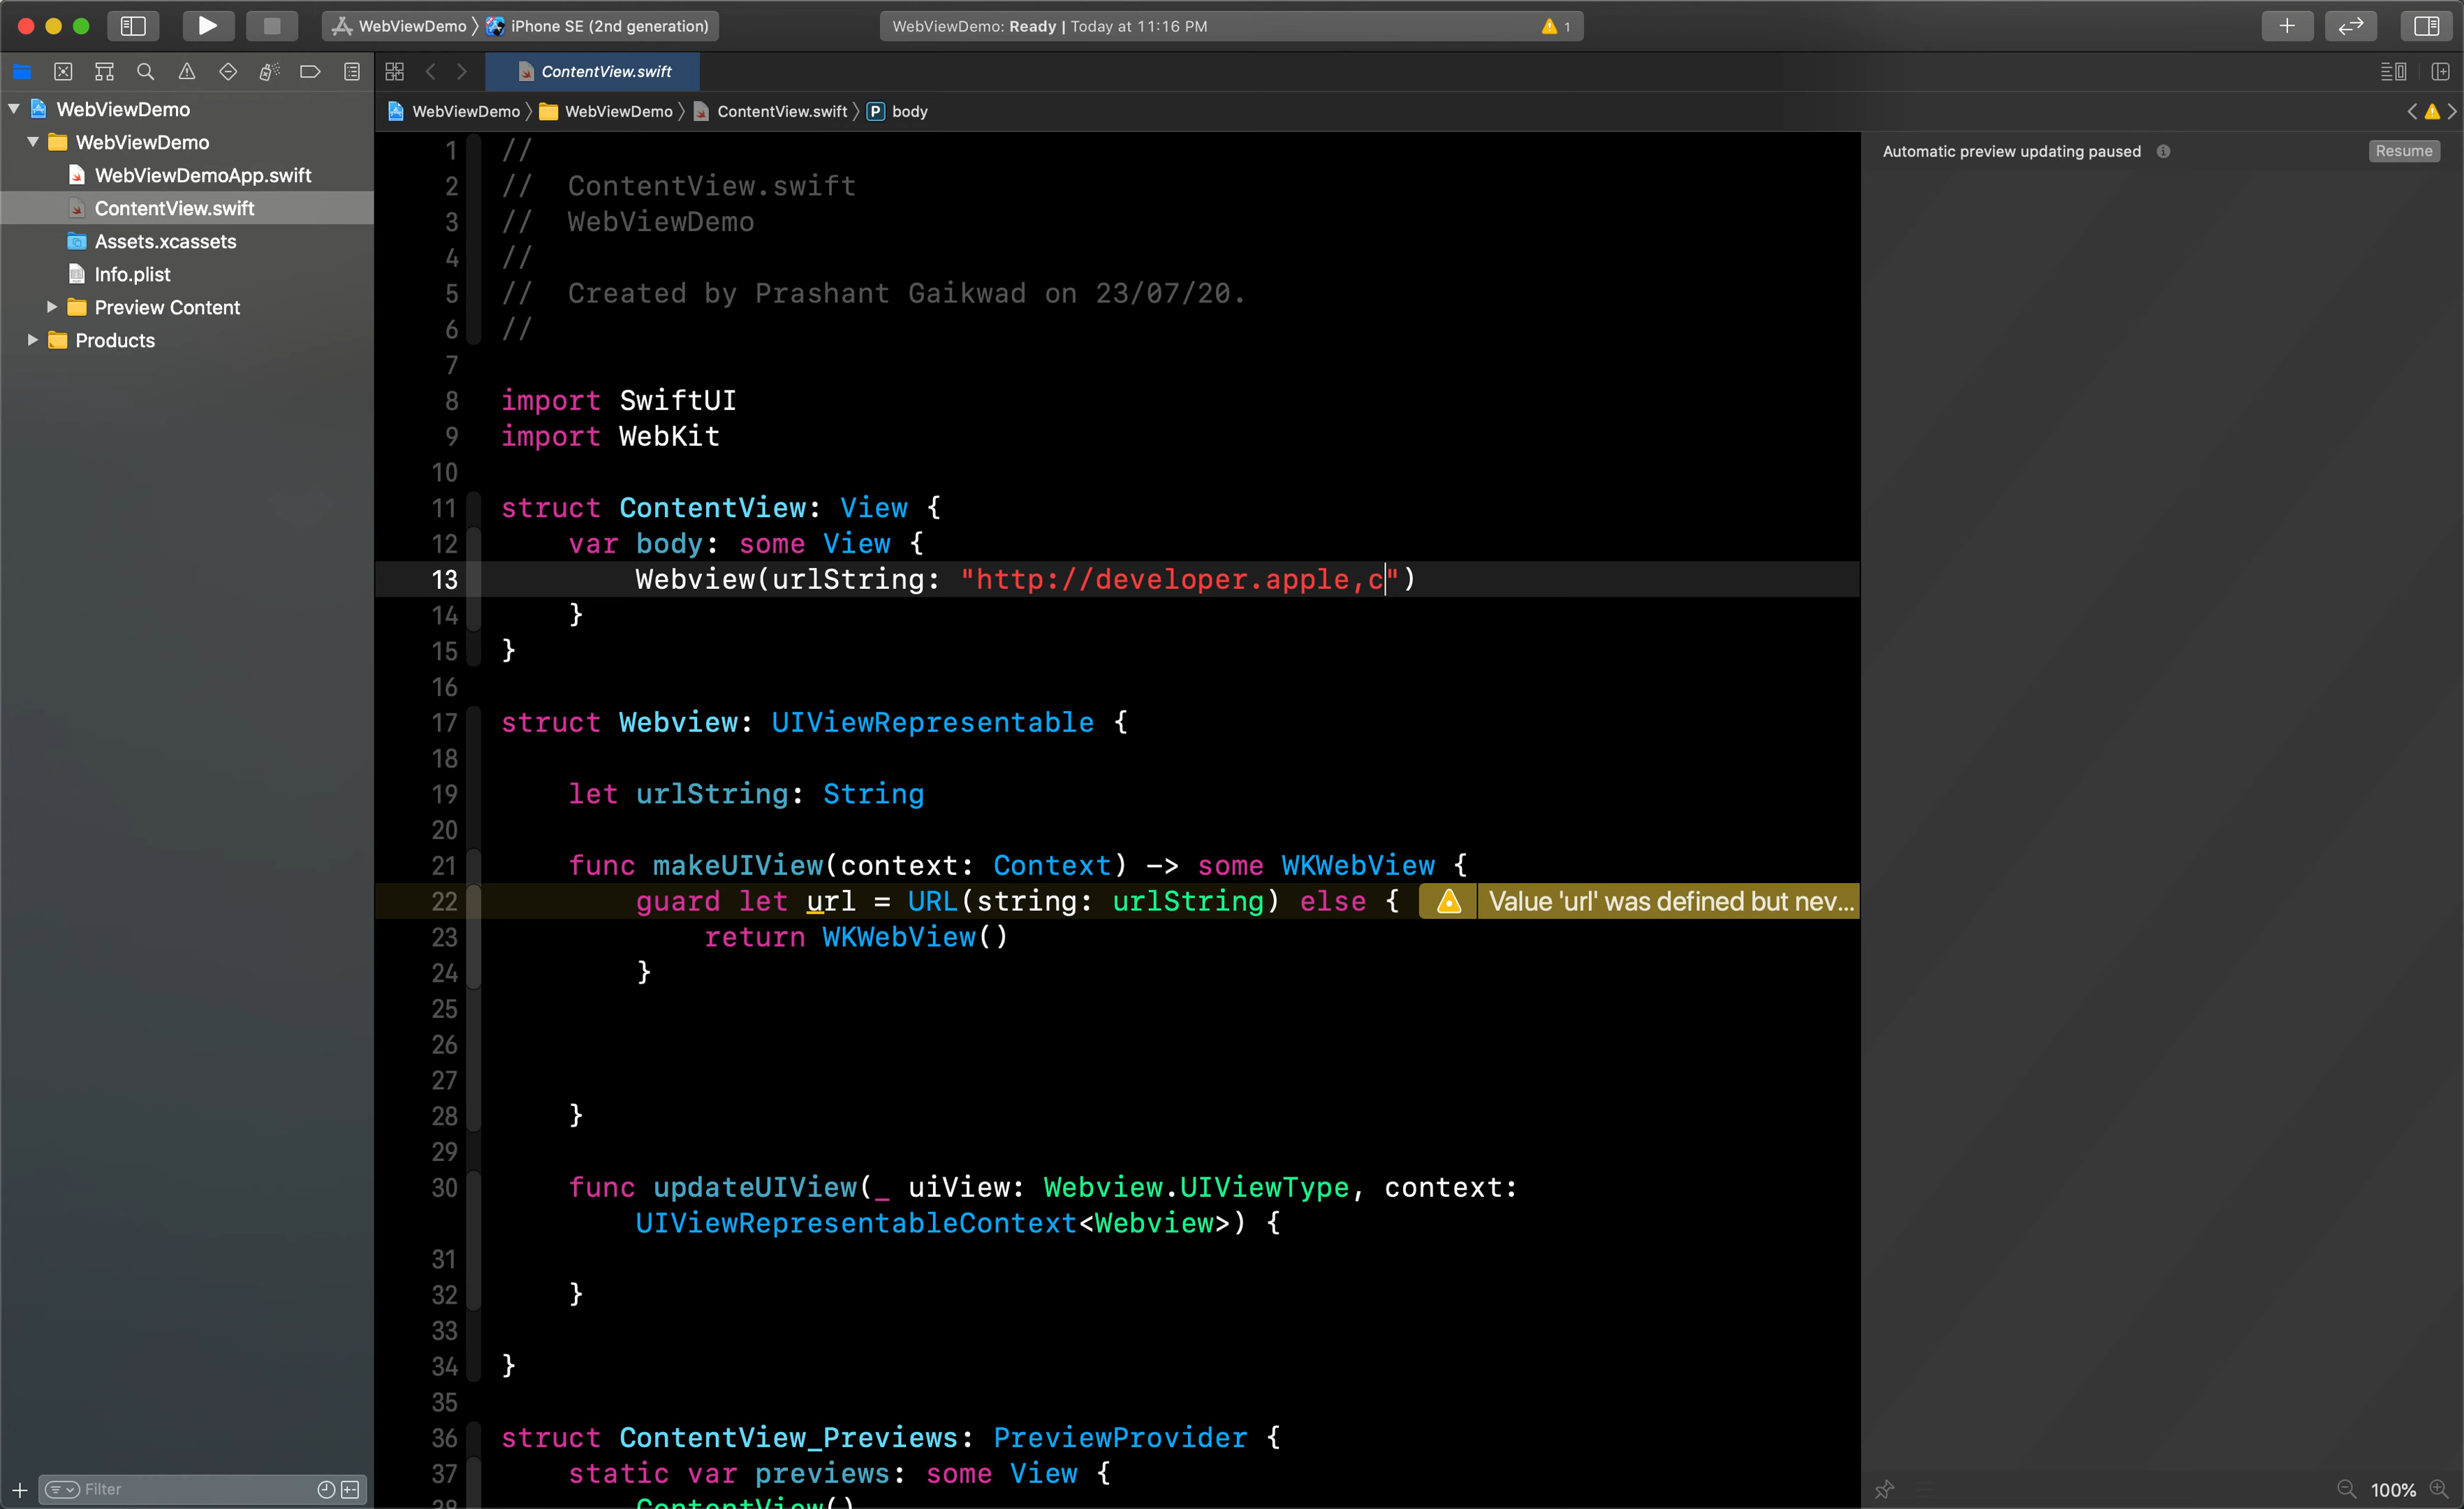 WebViewDemo 〉 iPhone SE (2nd generation)
WebViewDemo: Ready | Today at 11:16 PM
1
ContentView.swift
WebViewDemo 〉 WebViewDemo 〉 ContentView.swift 〉 P body
WebViewDemo
WebViewDemo
WebViewDemoApp.swift
ContentView.swift
Assets.xcassets
Info.plist
Preview Content
Products
Filter
1 //
2 //  ContentView.swift
3 //  WebViewDemo
4 //
5 //  Created by Prashant Gaikwad on 23/07/20.
6 //
7
8 import SwiftUI
9 import WebKit
10
11 struct ContentView: View {
12     var body: some View {
13         Webview(urlString: "http://developer.apple,c")
14     }
15 }
16
17 struct Webview: UIViewRepresentable {
18
19     let urlString: String
20
21     func makeUIView(context: Context) -> some WKWebView {
22         guard let url = URL(string: urlString) else { Value 'url' was defined but nev...
23             return WKWebView()
24         }
25
26
27
28     }
29
30     func updateUIView(_ uiView: Webview.UIViewType, context:
UIViewRepresentableContext<Webview>) {
31
32     }
33
34 }
35
36 struct ContentView_Previews: PreviewProvider {
37     static var previews: some View {
38         ContentView()
Automatic preview updating paused
Resume
100%